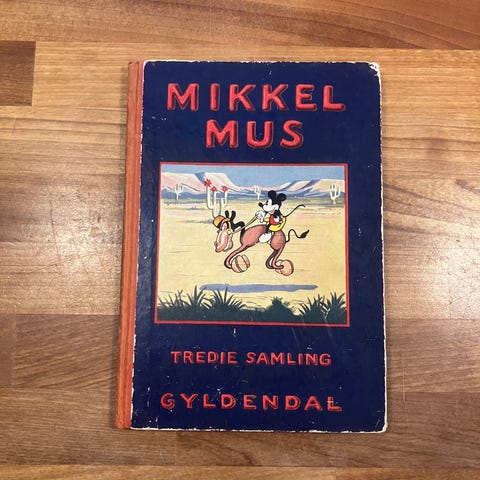 MIKKEL
MUS
TREDIE SAMLING
GYLDENDAL